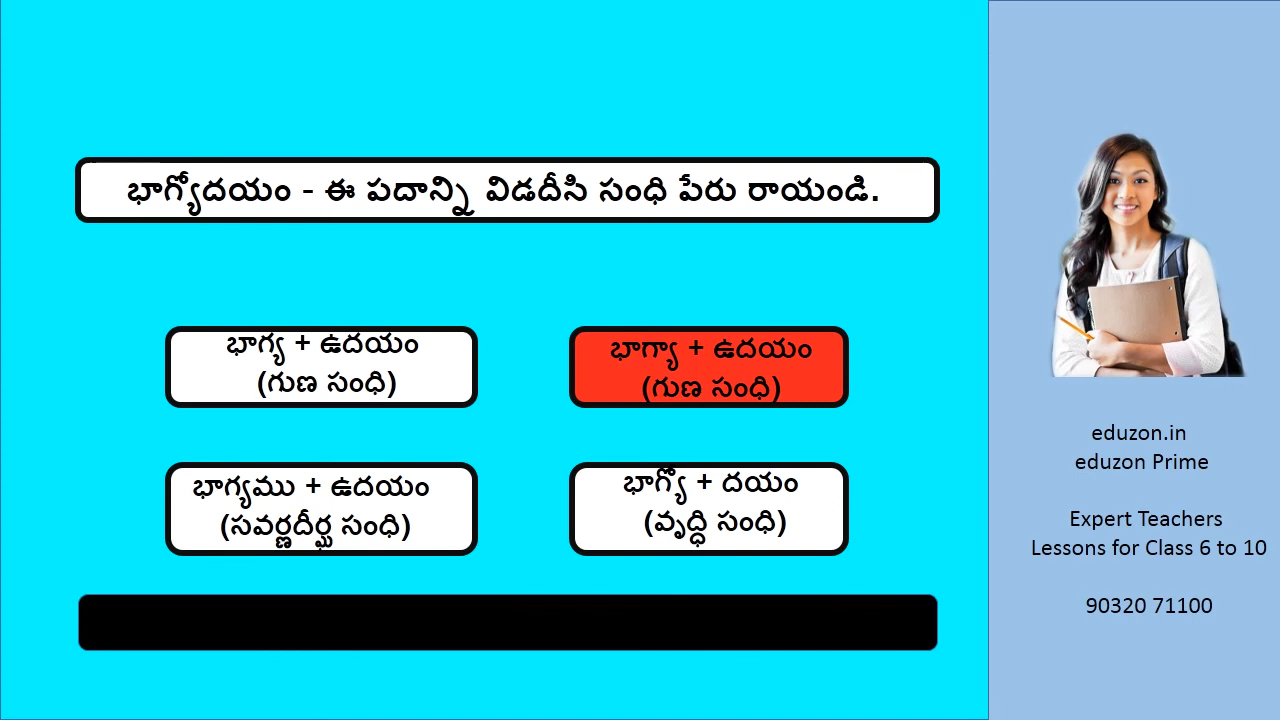 భాగ్యోదయం - ఈ పదాన్ని విడదీసి సంధి పేరు రాయండి.
భాగ్య + ఉదయం
(గుణ సంధి)
భాగ్యా + ఉదయం
(గుణ సంధి)
భాగ్యము + ఉదయం
(సవర్ణదీర్ఘ సంధి)
భాగ్యో + దయం
(వృద్ధి సంధి)
eduzon.in
eduzon Prime
Expert Teachers
Lessons for Class 6 to 10
90320 71100